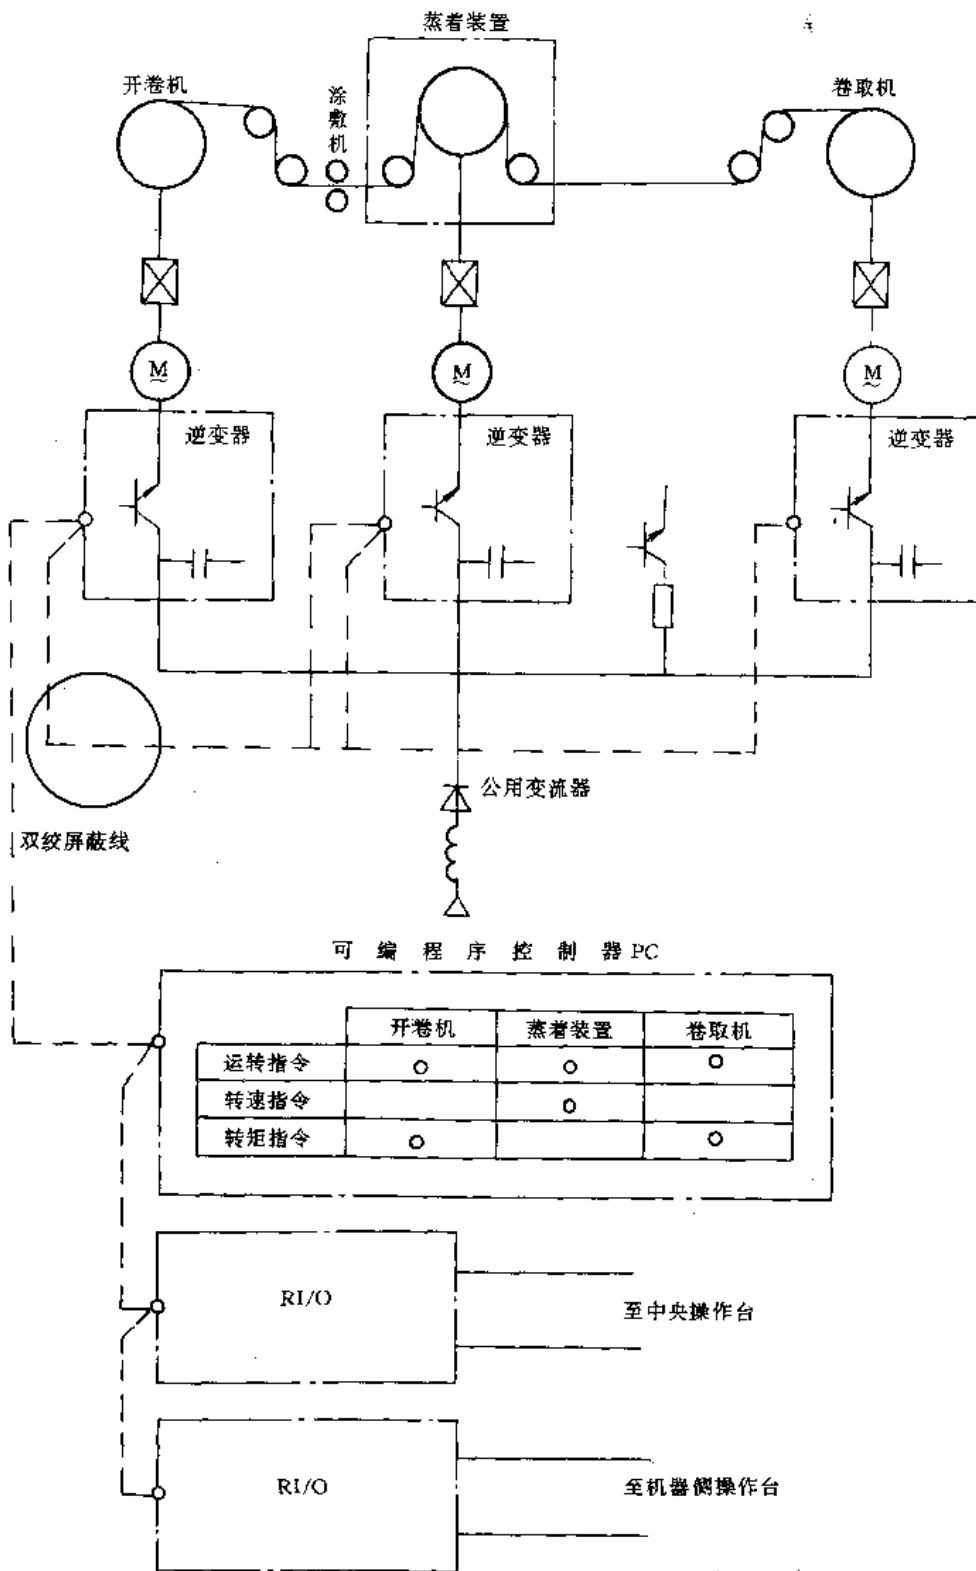 蒸着装置
开卷机
涂敷机
卷取机
M
M
M
逆变器
逆变器
逆变器
公用变流器
双绞屏蔽线
可编程序控制器PC
开卷机 蒸着装置 卷取机
运转指令
转速指令
转矩指令
RI/O
至中央操作台
RI/O
至机器侧操作台